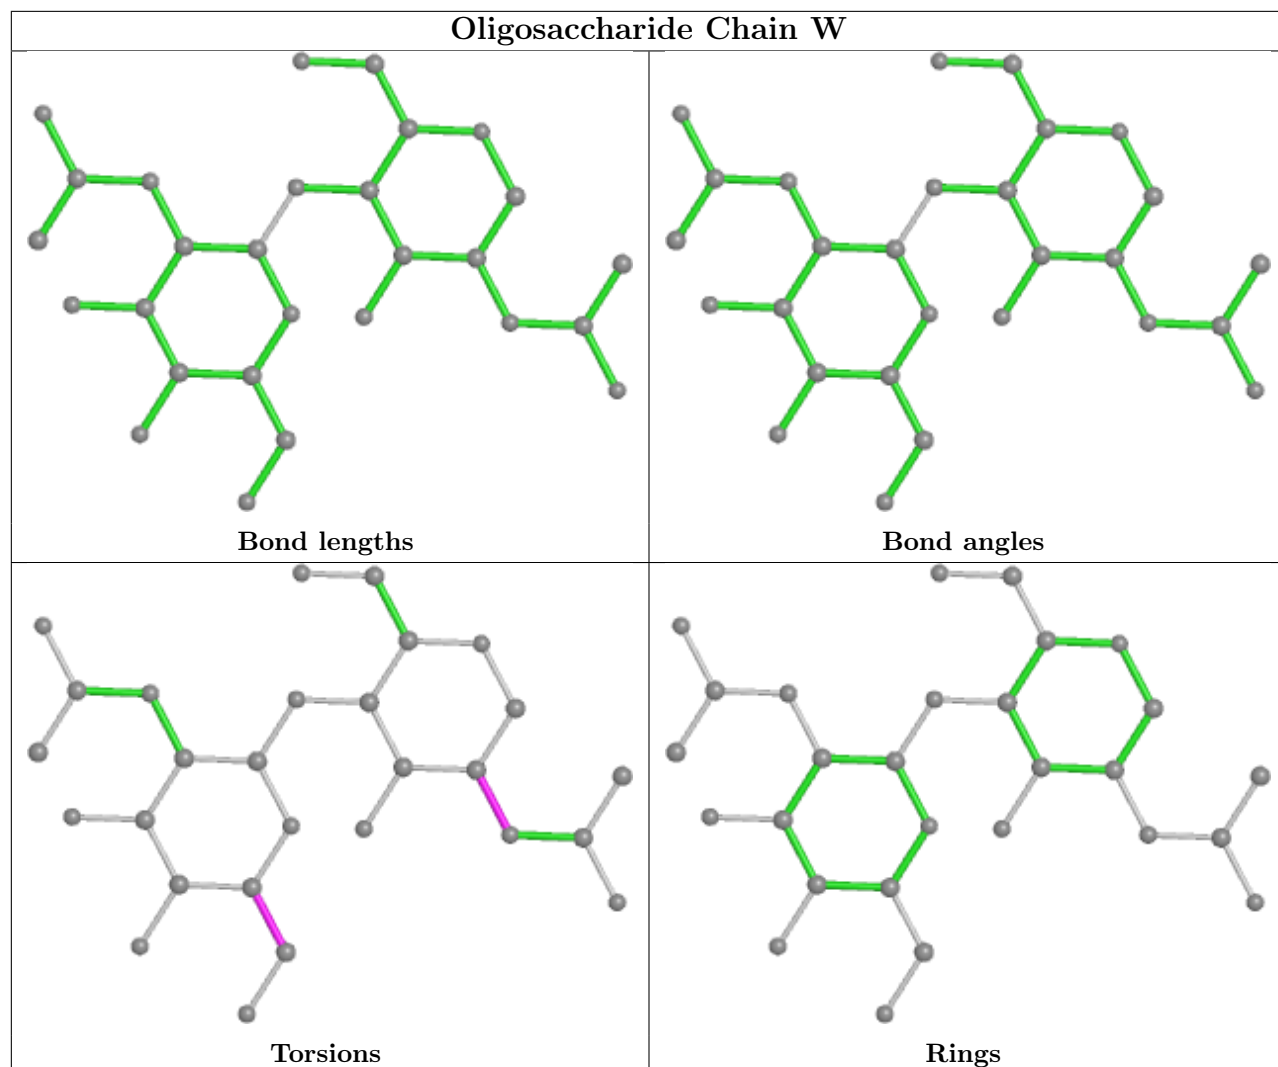 Oligosaccharide Chain W
Bond lengths
Bond angles
Torsions
Rings